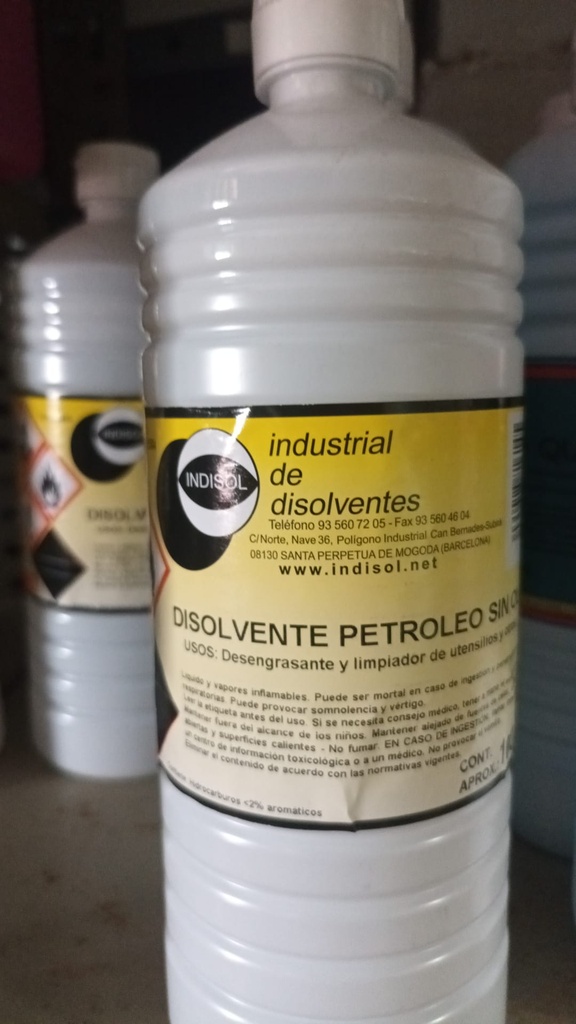 INDISOL
industrial
de
disolventes
Teléfono 93 560 72 05 - Fax 93 560 46 04
C/Norte, Nave 36, Polígono Industrial Can Bernades-Subirà
08130 SANTA PERPETUA DE MOGODA (BARCELONA)
www.indisol.net
DISOLVENTE PETROLEO SIN
USOS: Desengrasante y limpiador de utensilios y
Líquido y vapores inflamables. Puede ser mortal en caso de ingestión y
respiratorias. Puede provocar somnolencia y vértigo.
Leer la etiqueta antes del uso. Si se necesita consejo médico, tener a
Mantener fuera del alcance de los niños. Mantener alejado de
abiertas y superficies calientes - No fumar. EN CASO DE INGESTIÓN
un centro de información toxicológica o a un médico. No provocar el
Eliminar el contenido de acuerdo con las normativas vigentes.
Contiene: Hidrocarburos <2% aromáticos
CONT.
APROX.
INDISOL